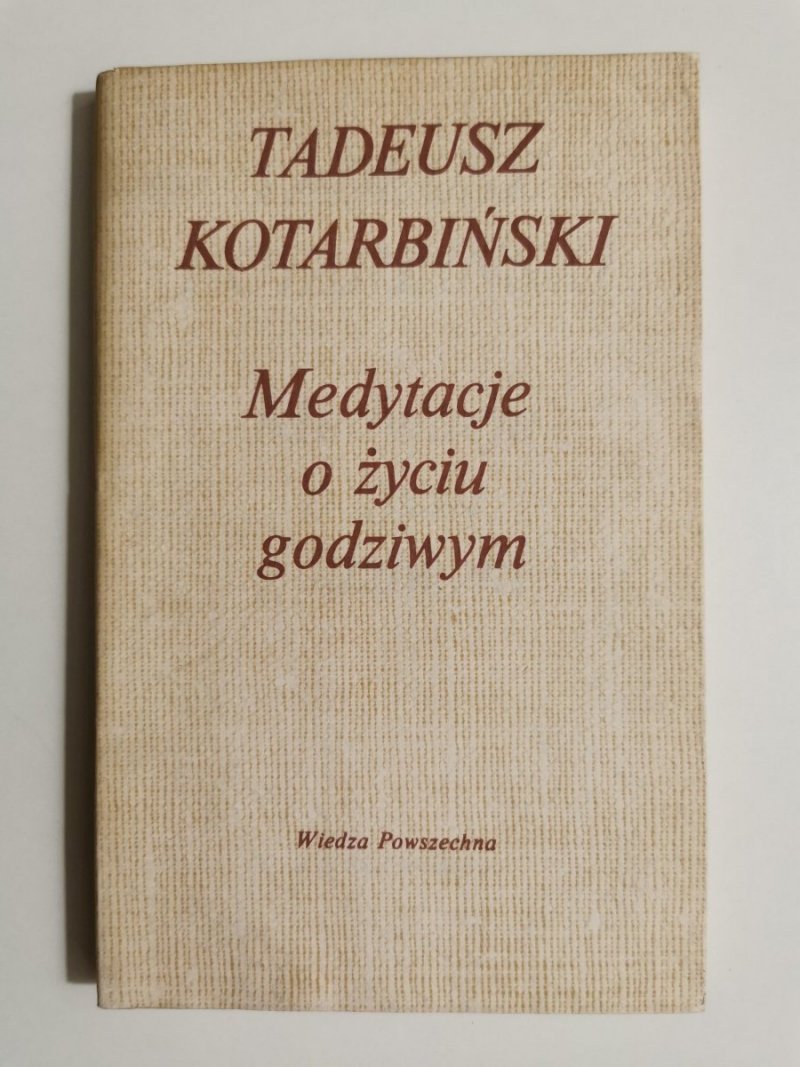 TADEUSZ
KOTARBIŃSKI
Medytacje
o życiu
godziwym
Wiedza Powszechna